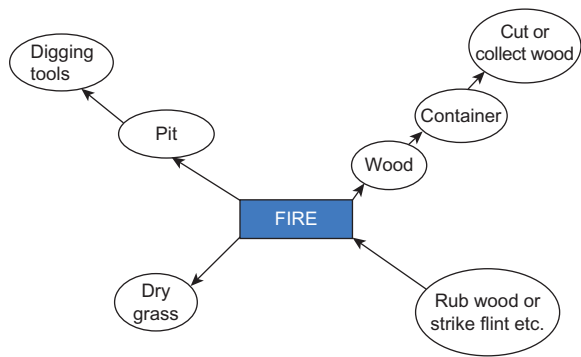 Cut or
collect wood
Digging
tools
Container
Pit
Wood
FIRE
Dry
grass
Rub wood or
strike flint etc.